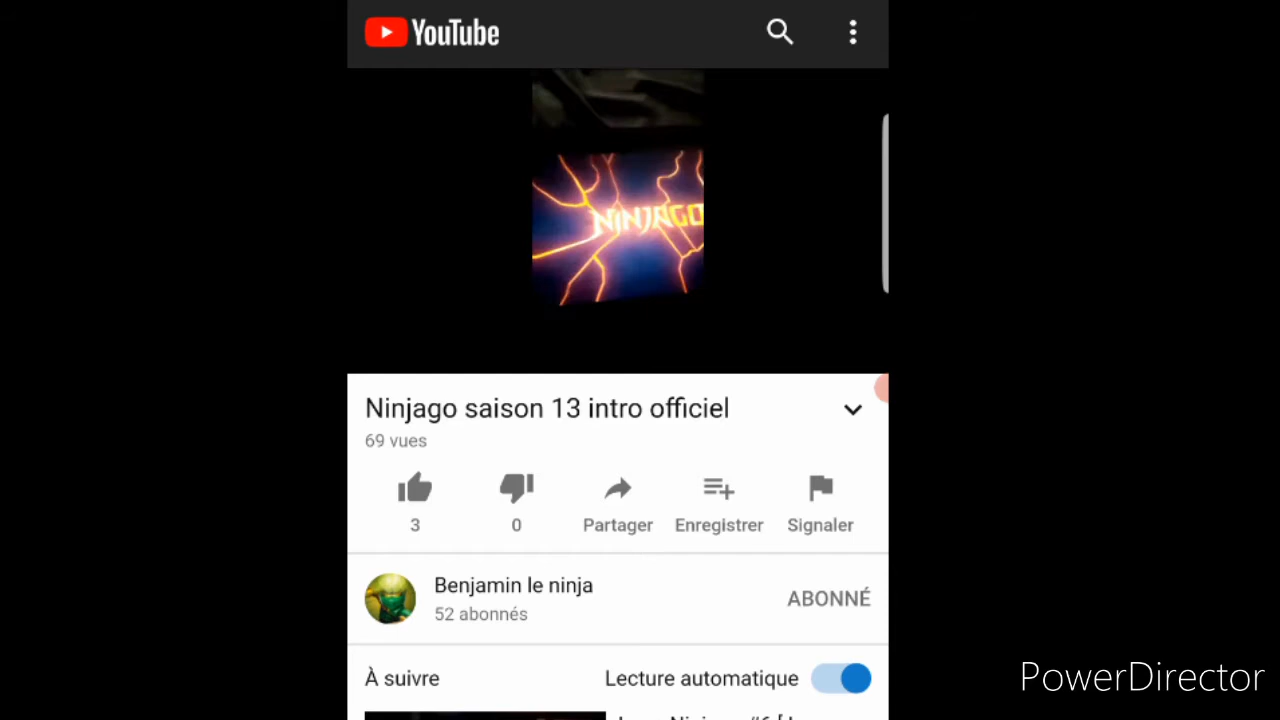 YouTube
NINJAGO
Ninjago saison 13 intro officiel
69 vues
3
0
Partager
Enregistrer
Signaler
Benjamin le ninja
52 abonnés
ABONNÉ
À suivre
Lecture automatique
PowerDirector